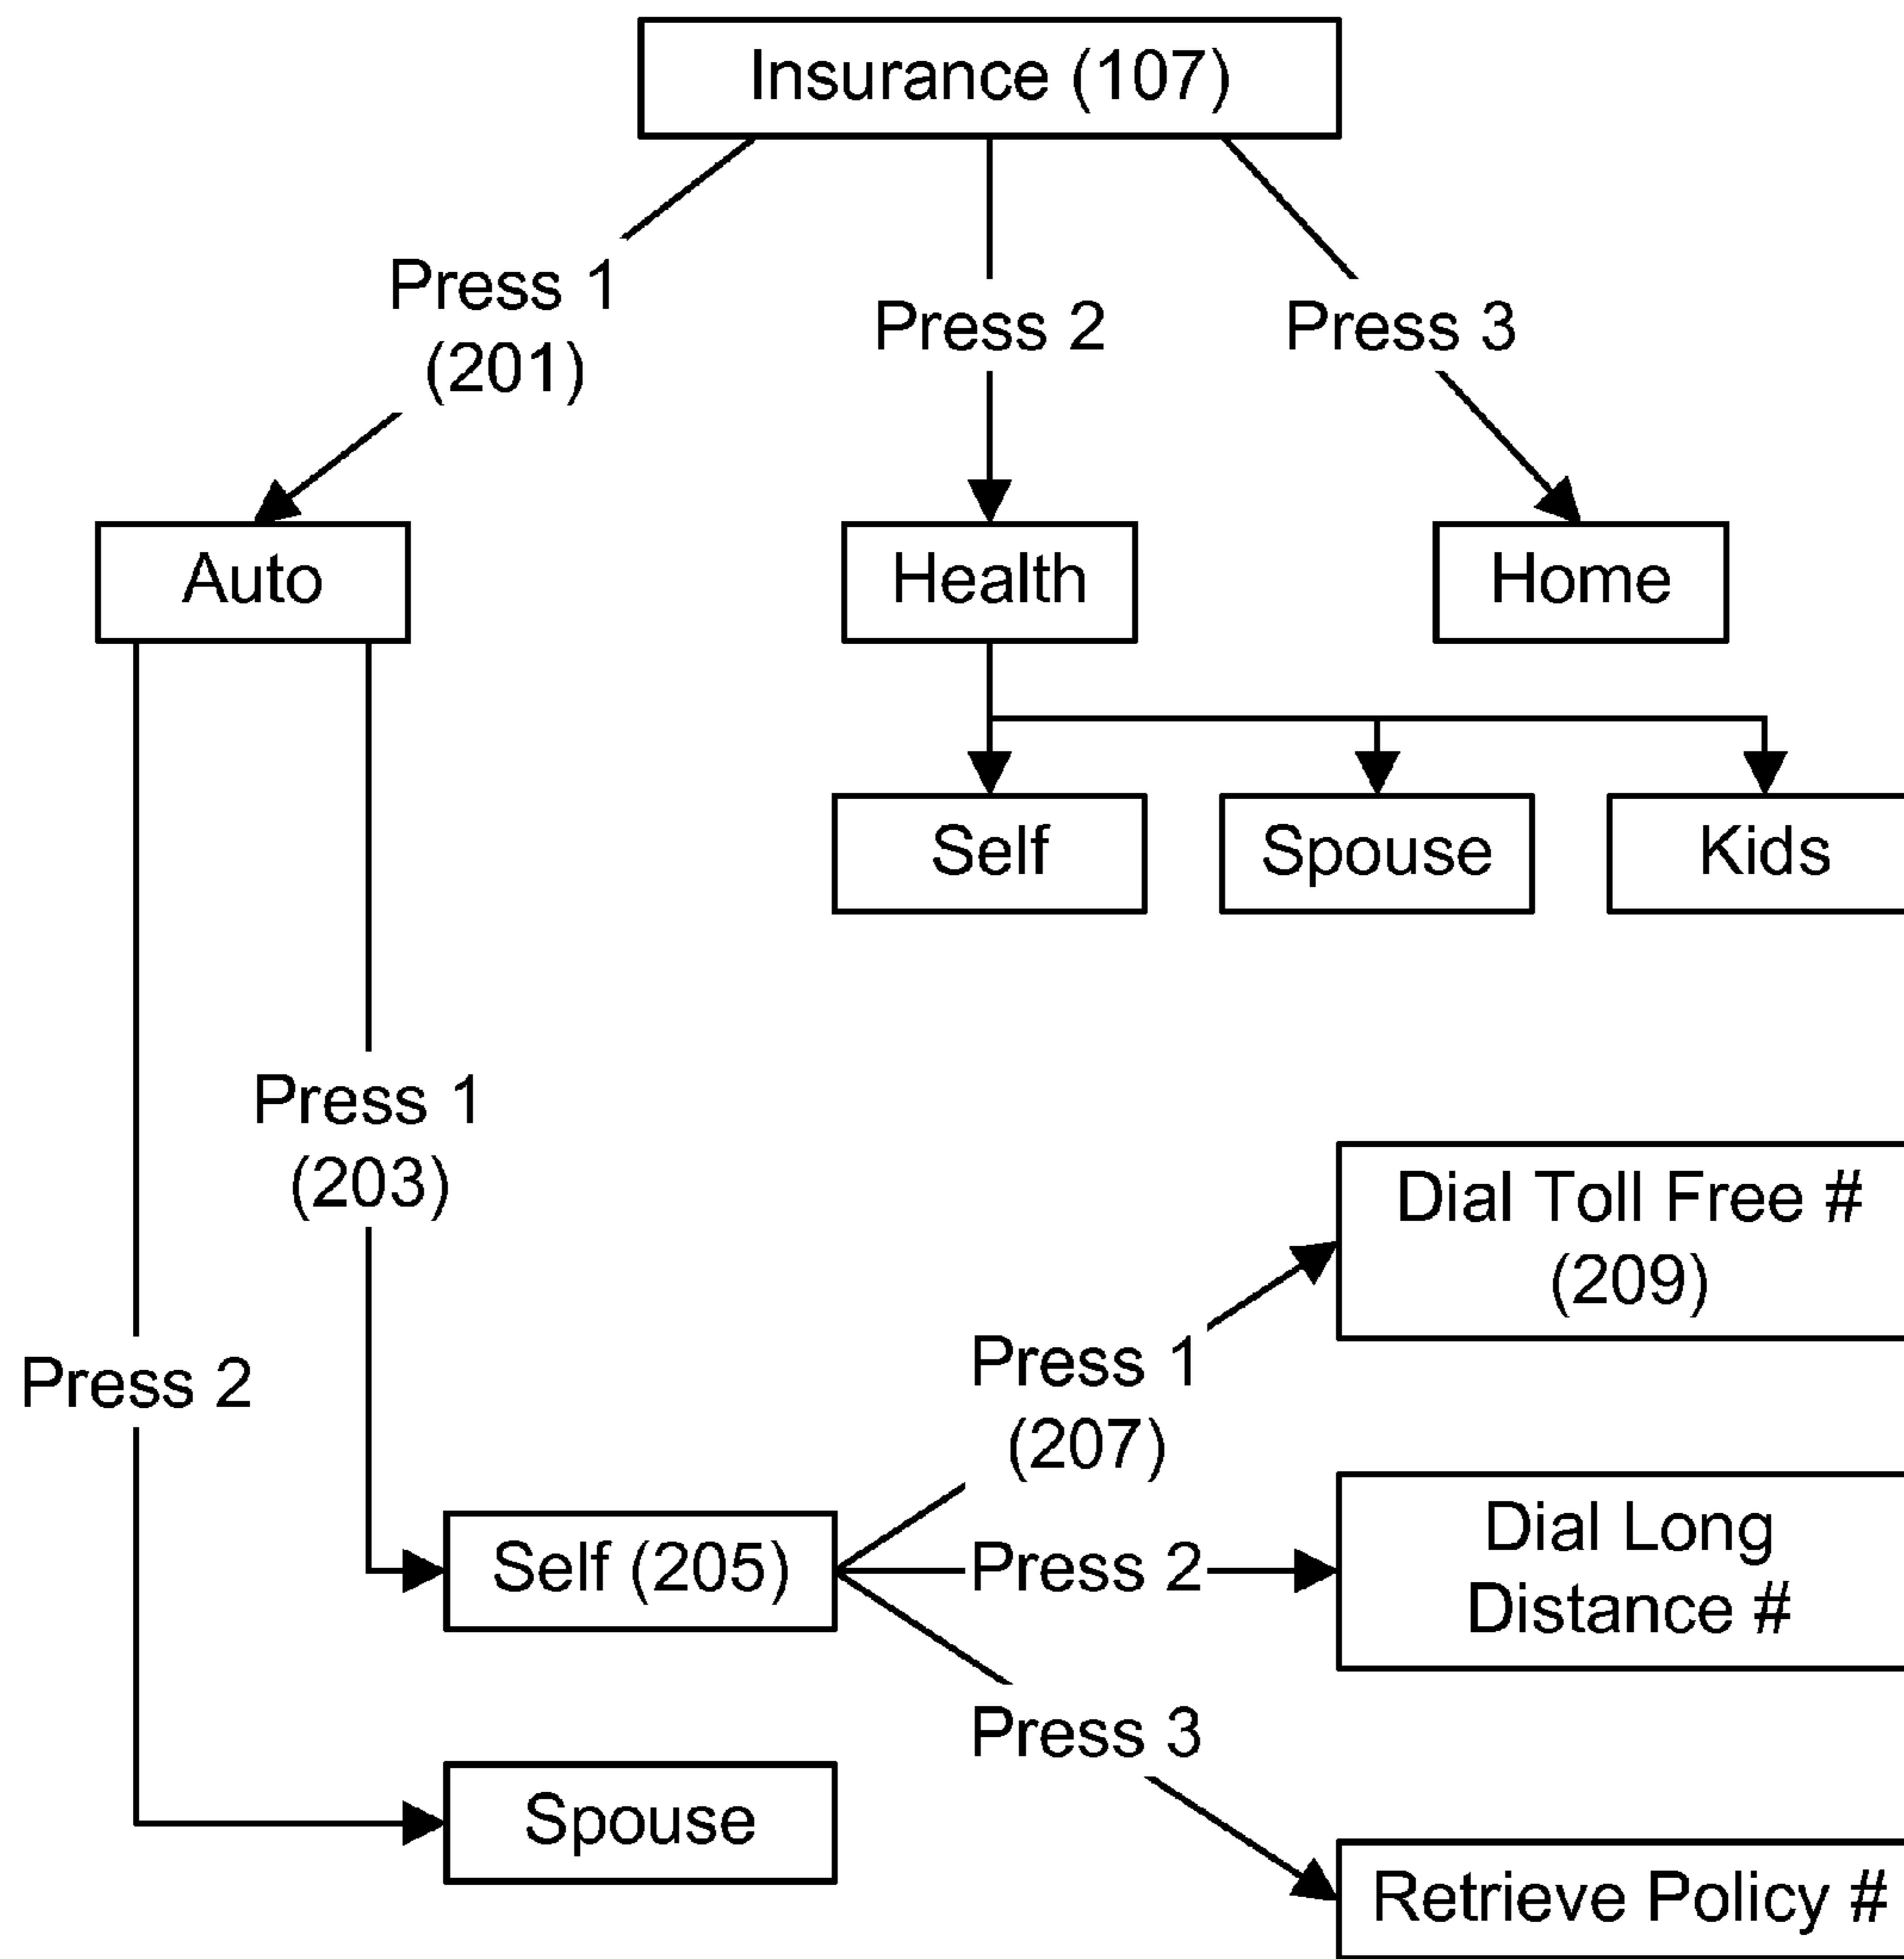 Insurance (107)
Press 1
(201)
Press 2
Press 3
Auto
Health
Home
Self
Spouse
Kids
Press 1
(203)
Press 2
Dial Toll Free #
(209)
Press 1
(207)
Self (205)
Press 2
Dial Long
Distance #
Press 3
Spouse
Retrieve Policy #